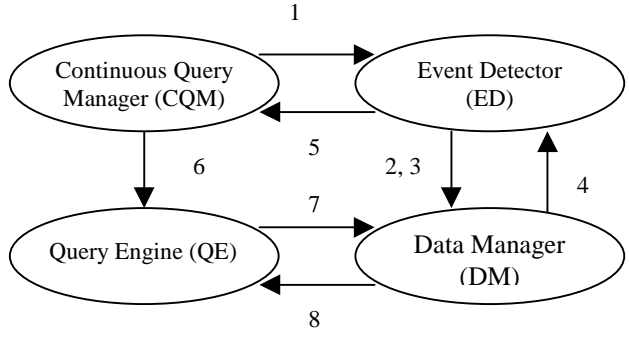 1
Continuous Query
Manager (CQM)
Event Detector
(ED)
5
6
2, 3
4
7
Query Engine (QE)
Data Manager
(DM)
8